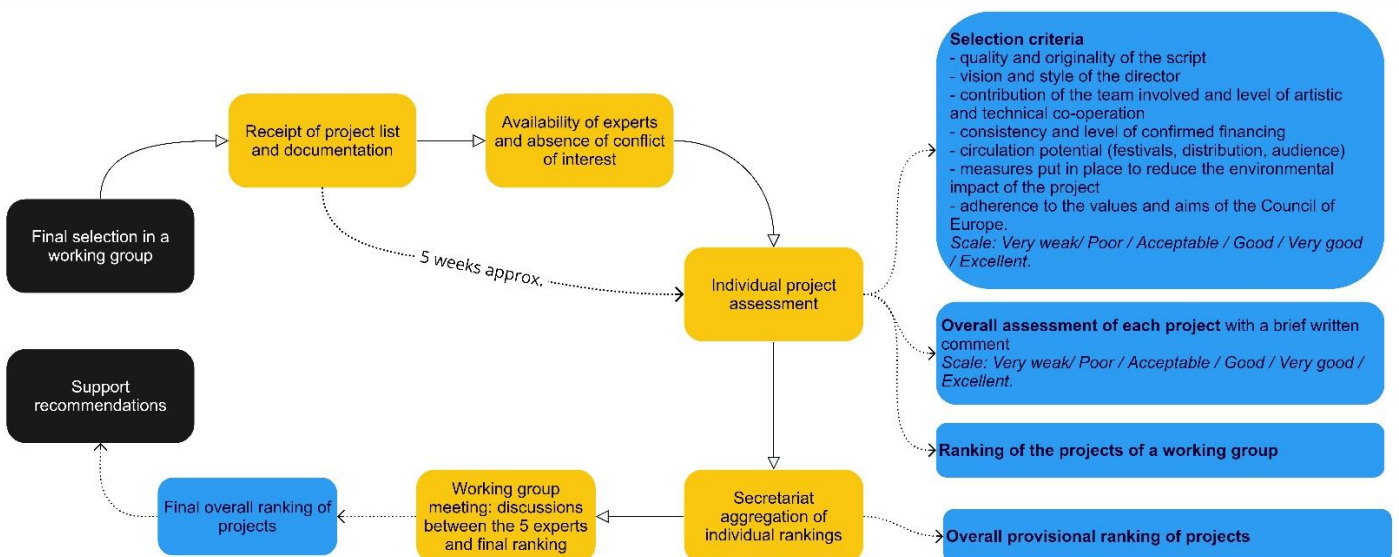 Final selection in a
working group
Receipt of project list
and documentation
Availability of experts
and absence of conflict
of interest
5 weeks approx.
Individual project
assessment
Selection criteria
- quality and originality of the script
- vision and style of the director
- contribution of the team involved and level of artistic
and technical co-operation
- consistency and level of confirmed financing
- circulation potential (festivals, distribution, audience)
- measures put in place to reduce the environmental
impact of the project
- adherence to the values and aims of the Council of
Europe.
Scale: Very weak/ Poor / Acceptable / Good / Very good
/ Excellent.
Overall assessment of each project with a brief written
comment
Scale: Very weak/ Poor / Acceptable / Good / Very good /
Excellent.
Ranking of the projects of a working group
Secretariat
aggregation of
individual rankings
Overall provisional ranking of projects
Working group
meeting: discussions
between the 5 experts
and final ranking
Final overall ranking of
projects
Support
recommendations